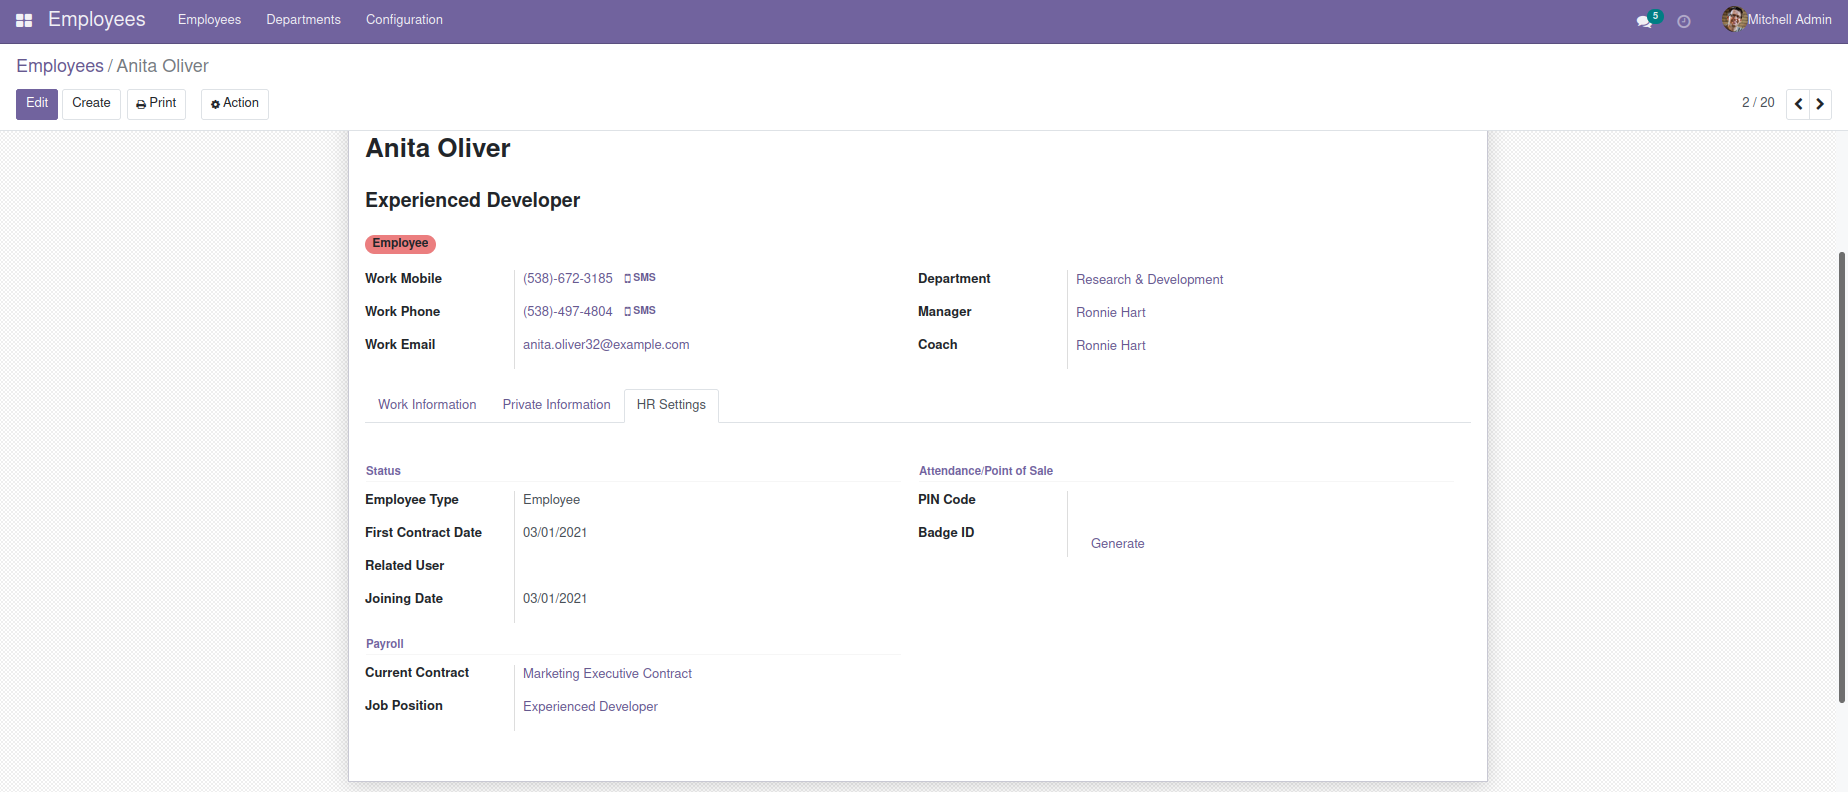 Employees Employees Departments Configuration 5 Mitchell Admin
Employees / Anita Oliver
Edit Create Print Action 2 / 20
Anita Oliver
Experienced Developer
Employee
Work Mobile (538)-672-3185 SMS Department Research & Development
Work Phone (538)-497-4804 SMS Manager Ronnie Hart
Work Email anita.oliver32@example.com Coach Ronnie Hart
Work Information Private Information HR Settings
Status Attendance/Point of Sale
Employee Type Employee PIN Code
First Contract Date 03/01/2021 Badge ID
Generate
Related User
Joining Date 03/01/2021
Payroll
Current Contract Marketing Executive Contract
Job Position Experienced Developer